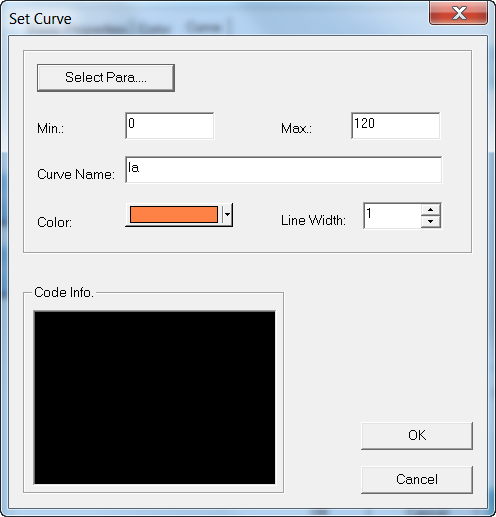 Set Curve
Select Para....
Min.: 0 Max.: 120
Curve Name: Ia
Color: Line Width: 1
Code Info.
OK
Cancel